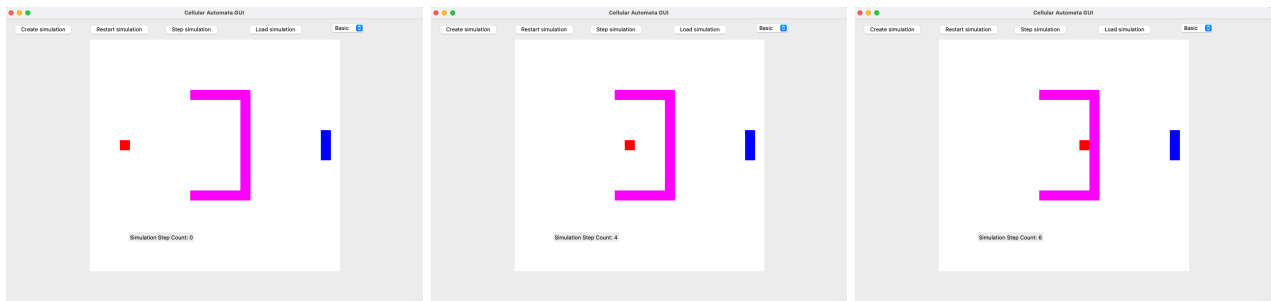 Cellular Automata GUI
Create simulation Restart simulation Step simulation Load simulation Basic
Simulation Step Count: 0
Cellular Automata GUI
Create simulation Restart simulation Step simulation Load simulation Basic
Simulation Step Count: 4
Cellular Automata GUI
Create simulation Restart simulation Step simulation Load simulation Basic
Simulation Step Count: 6